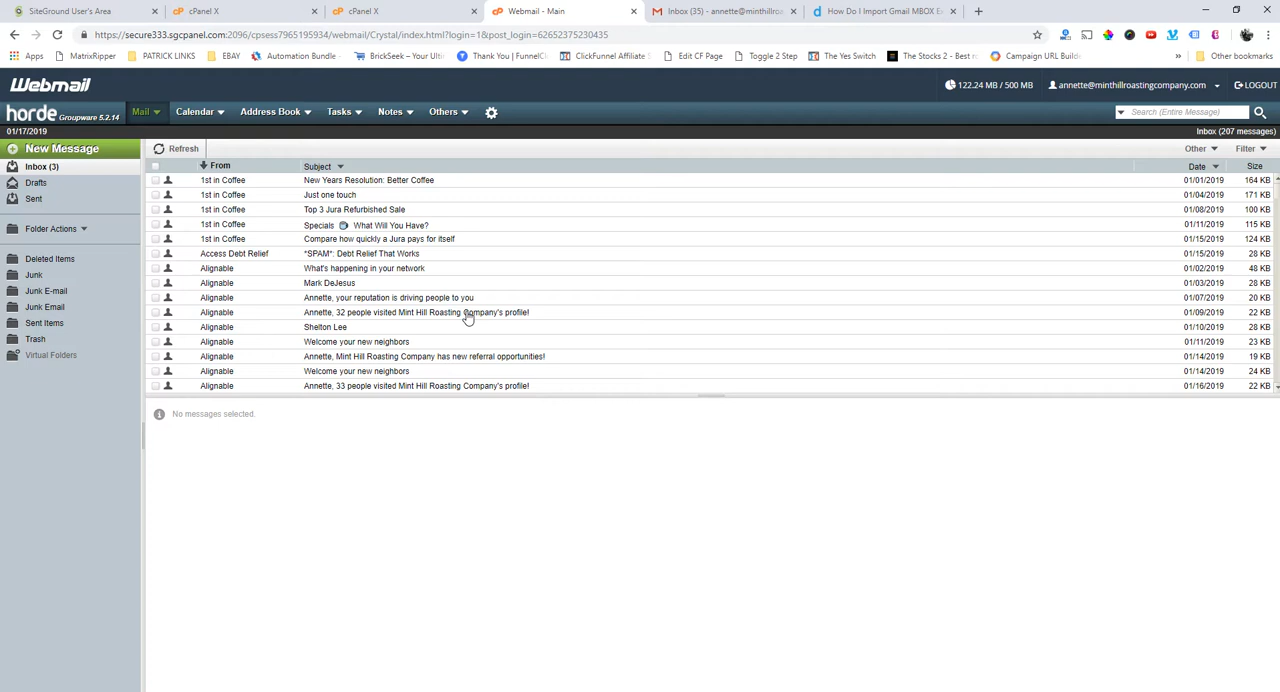 SiteGround User's Area
cPanel X
cPanel X
Webmail - Main
Inbox (35) - annette@minthillroas
How Do I Import Gmail MBOX Ex
https://secure333.sgcpanel.com:2096/cpsess7965195934/webmail/Crystal/index.html?login=1&post_login=62652375230435
Apps MatrixRipper PATRICK LINKS EBAY Automation Bundle - BrickSeek – Your Ulti Thank You | FunnelCl ClickFunnel Affiliate Edit CF Page Toggle 2 Step The Yes Switch The Stocks 2 - Best ro Campaign URL Builde » Other bookmarks
Webmail 122.24 MB / 500 MB annette@minthillroastingcompany.com LOGOUT
horde Groupware 5.2.14 Mail Calendar Address Book Tasks Notes Others Search (Entire Message)
01/17/2019 Inbox (207 messages)
New Message Refresh Other Filter
Inbox (3)
Drafts
Sent
Folder Actions
Deleted Items
Junk
Junk E-mail
Junk Email
Sent Items
Trash
Virtual Folders
From Subject Date Size
1st in Coffee New Years Resolution: Better Coffee 01/01/2019 164 KB
1st in Coffee Just one touch 01/04/2019 171 KB
1st in Coffee Top 3 Jura Refurbished Sale 01/08/2019 100 KB
1st in Coffee Specials What Will You Have? 01/11/2019 115 KB
1st in Coffee Compare how quickly a Jura pays for itself 01/15/2019 124 KB
Access Debt Relief *SPAM*: Debt Relief That Works 01/15/2019 28 KB
Alignable What's happening in your network 01/02/2019 48 KB
Alignable Mark DeJesus 01/03/2019 28 KB
Alignable Annette, your reputation is driving people to you 01/07/2019 20 KB
Alignable Annette, 32 people visited Mint Hill Roasting Company's profile! 01/09/2019 22 KB
Alignable Shelton Lee 01/10/2019 28 KB
Alignable Welcome your new neighbors 01/11/2019 23 KB
Alignable Annette, Mint Hill Roasting Company has new referral opportunities! 01/14/2019 19 KB
Alignable Welcome your new neighbors 01/14/2019 24 KB
Alignable Annette, 33 people visited Mint Hill Roasting Company's profile! 01/16/2019 22 KB
No messages selected.